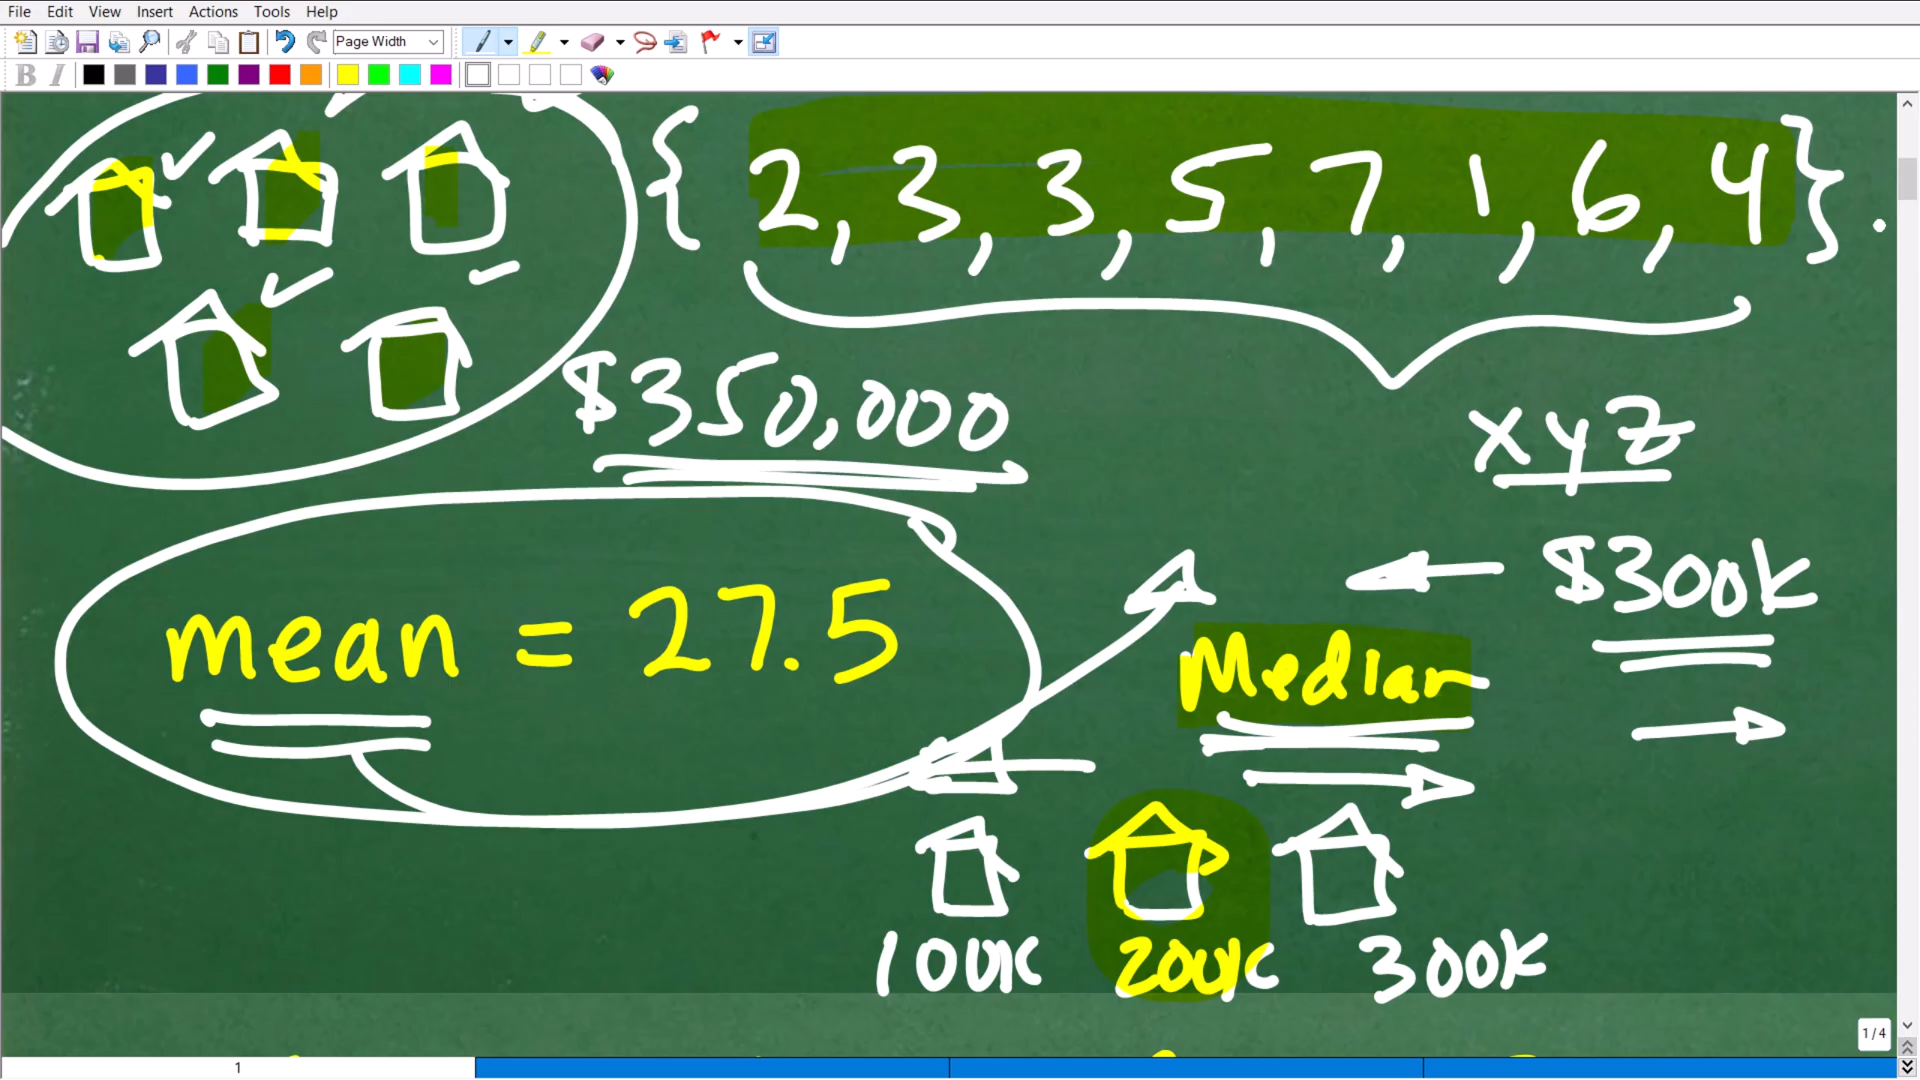 File Edit View Insert Actions Tools Help
Page Width
B I
{ 2, 3, 3, 5, 7, 1, 6, 4 }.
$350,000
xyz
$300k
mean = 27.5
Median
100K 200K 300K
1 / 4
1